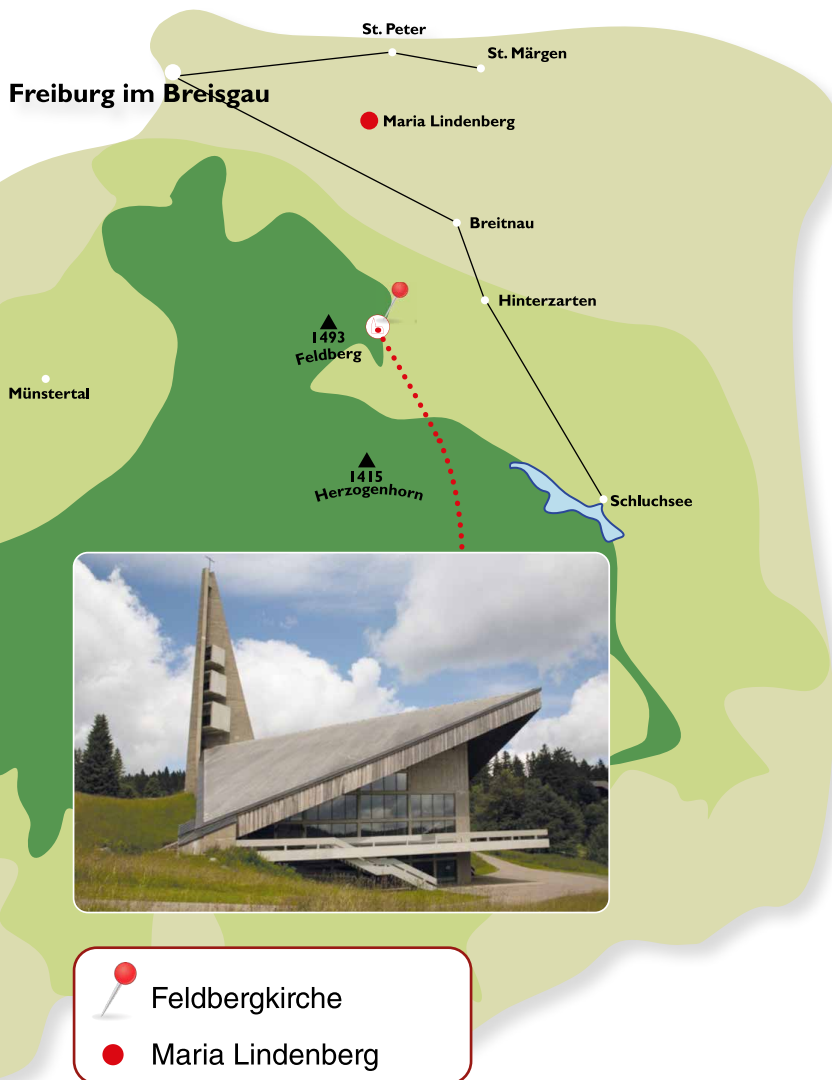 St. Peter
St. Märgen
Freiburg im Breisgau
Maria Lindenberg
Breitnau
Hinterzarten
1493
Feldberg
Münstertal
1415
Herzogenhorn
Schluchsee
Feldbergkirche
Maria Lindenberg